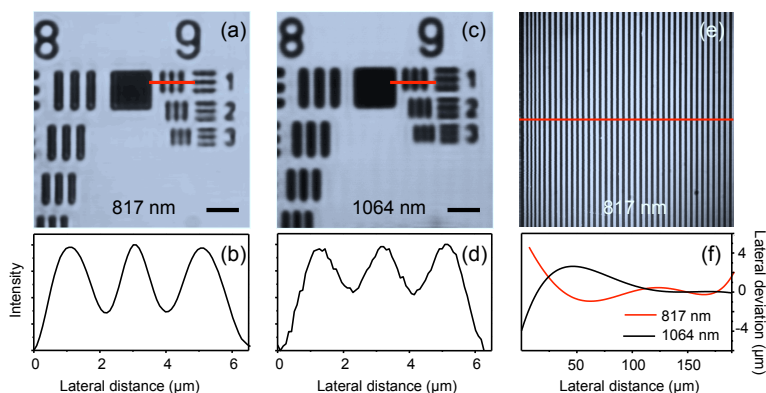 (a)
8
9
1
2
3
817 nm
(c)
8
9
1
2
3
1064 nm
(e)
817 nm
(b)
Intensity
0
2
4
6
Lateral distance (μm)
(d)
0
2
4
6
Lateral distance (μm)
(f)
4
0
-4
Lateral deviation (μm)
817 nm
1064 nm
50
100
150
Lateral distance (μm)